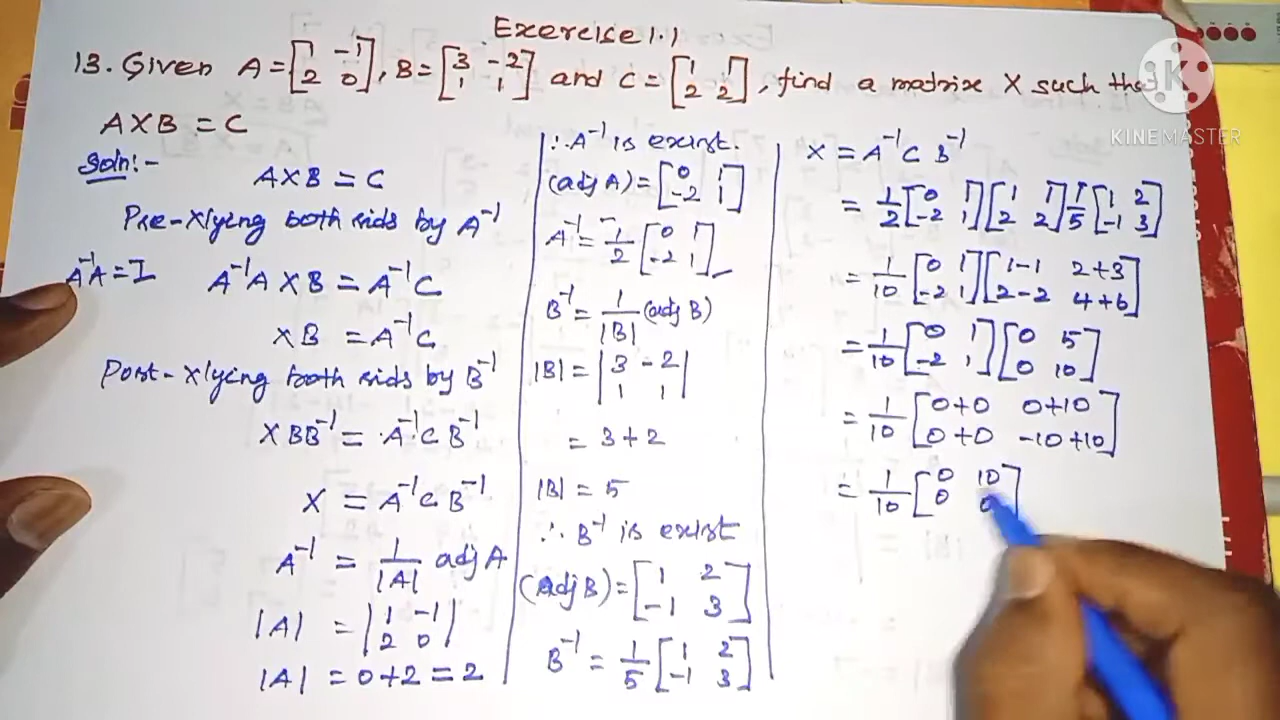 Exercise 1.1
13. Given A = [1 -1; 2 0], B = [3 -2; 1 1] and C = [1 1; 2 2], find a matrix X such tha
AXB = C
Soln:-
AXB = C
Pre-Xlying both sids by A⁻¹
A⁻¹A = I A⁻¹A X B = A⁻¹C
XB = A⁻¹C
Post-Xlying both sids by B⁻¹
X BB⁻¹ = A⁻¹C B⁻¹
X = A⁻¹C B⁻¹
A⁻¹ = 1/|A| adj A
|A| = |1 -1; 2 0|
|A| = 0+2 = 2
∴ A⁻¹ is exist.
(adj A) = [0 1; -2 1]
A⁻¹ = 1/2 [0 1; -2 1]
B⁻¹ = 1/|B| (adj B)
|B| = |3 -2; 1 1|
= 3+2
|B| = 5
∴ B⁻¹ is exist
(Adj B) = [1 2; -1 3]
B⁻¹ = 1/5 [1 2; -1 3]
X = A⁻¹C B⁻¹
= 1/2 [0 1; -2 1] [1 1; 2 2] 1/5 [1 2; -1 3]
= 1/10 [0 1; -2 1] [1-1 2+3; 2-2 4+6]
= 1/10 [0 1; -2 1] [0 5; 0 10]
= 1/10 [0+0 0+10; 0+0 -10+10]
= 1/10 [0 10; 0 0]
K
KINEMASTER